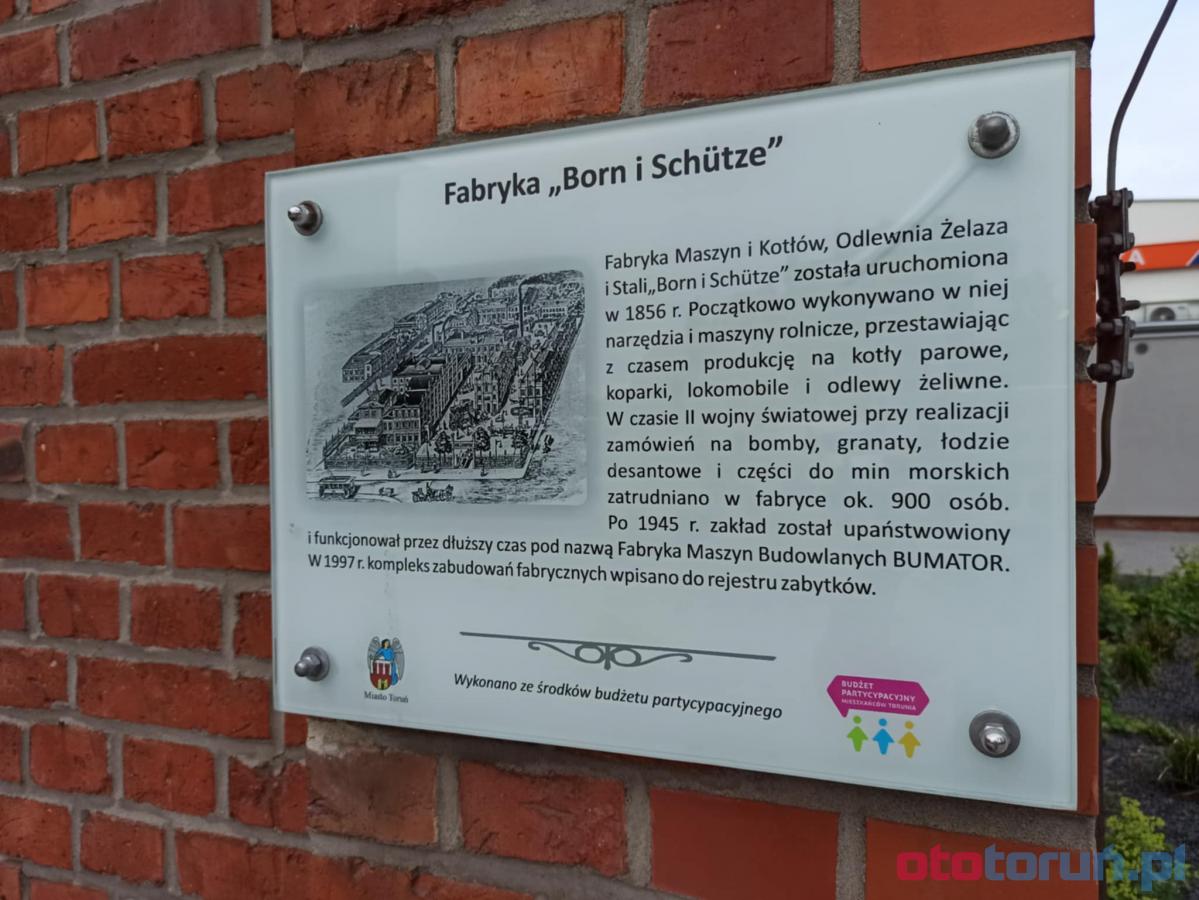 Fabryka „Born i Schütze”
Fabryka Maszyn i Kotłów, Odlewnia Żelaza
i Stali„Born i Schütze” została uruchomiona
w 1856 r. Początkowo wykonywano w niej
narzędzia i maszyny rolnicze, przestawiając
z czasem produkcję na kotły parowe,
koparki, lokomobile i odlewy żeliwne.
W czasie II wojny światowej przy realizacji
zamówień na bomby, granaty, łodzie
desantowe i części do min morskich
zatrudniano w fabryce ok. 900 osób.
Po 1945 r. zakład został upaństwowiony
i funkcjonował przez dłuższy czas pod nazwą Fabryka Maszyn Budowlanych BUMATOR.
W 1997 r. kompleks zabudowań fabrycznych wpisano do rejestru zabytków.
Miasto Toruń
Wykonano ze środków budżetu partycypacyjnego
BUDŻET
PARTYCYPACYJNY
MIESZKAŃCÓW TORUNIA
ototoruń.pl